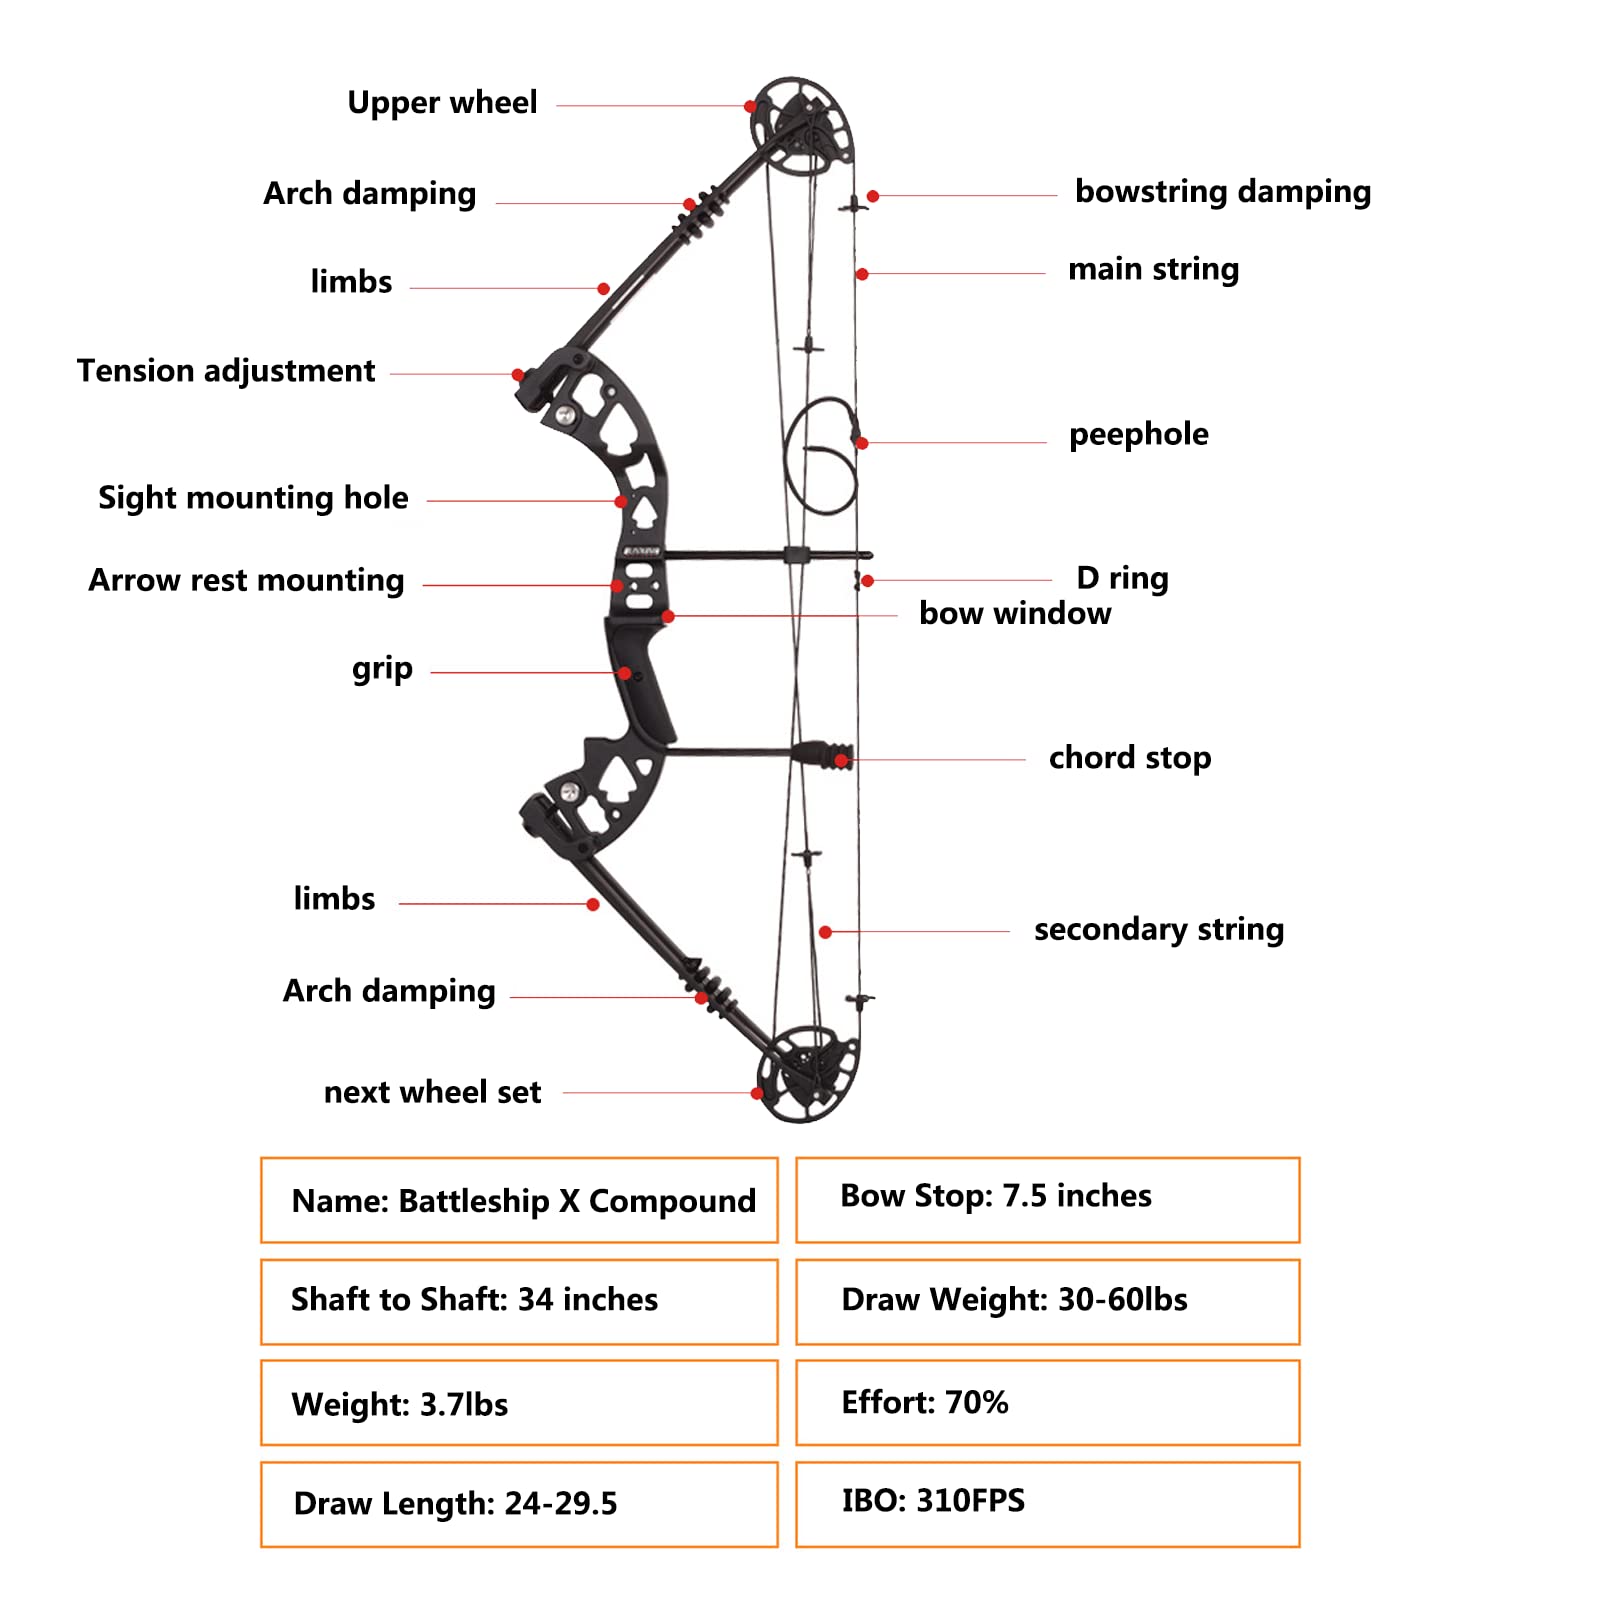 Upper wheel
Arch damping
bowstring damping
main string
limbs
Tension adjustment
peephole
Sight mounting hole
Arrow rest mounting
D ring
bow window
grip
chord stop
limbs
secondary string
Arch damping
next wheel set
Name: Battleship X Compound
Bow Stop: 7.5 inches
Shaft to Shaft: 34 inches
Draw Weight: 30-60lbs
Weight: 3.7lbs
Effort: 70%
Draw Length: 24-29.5
IBO: 310FPS